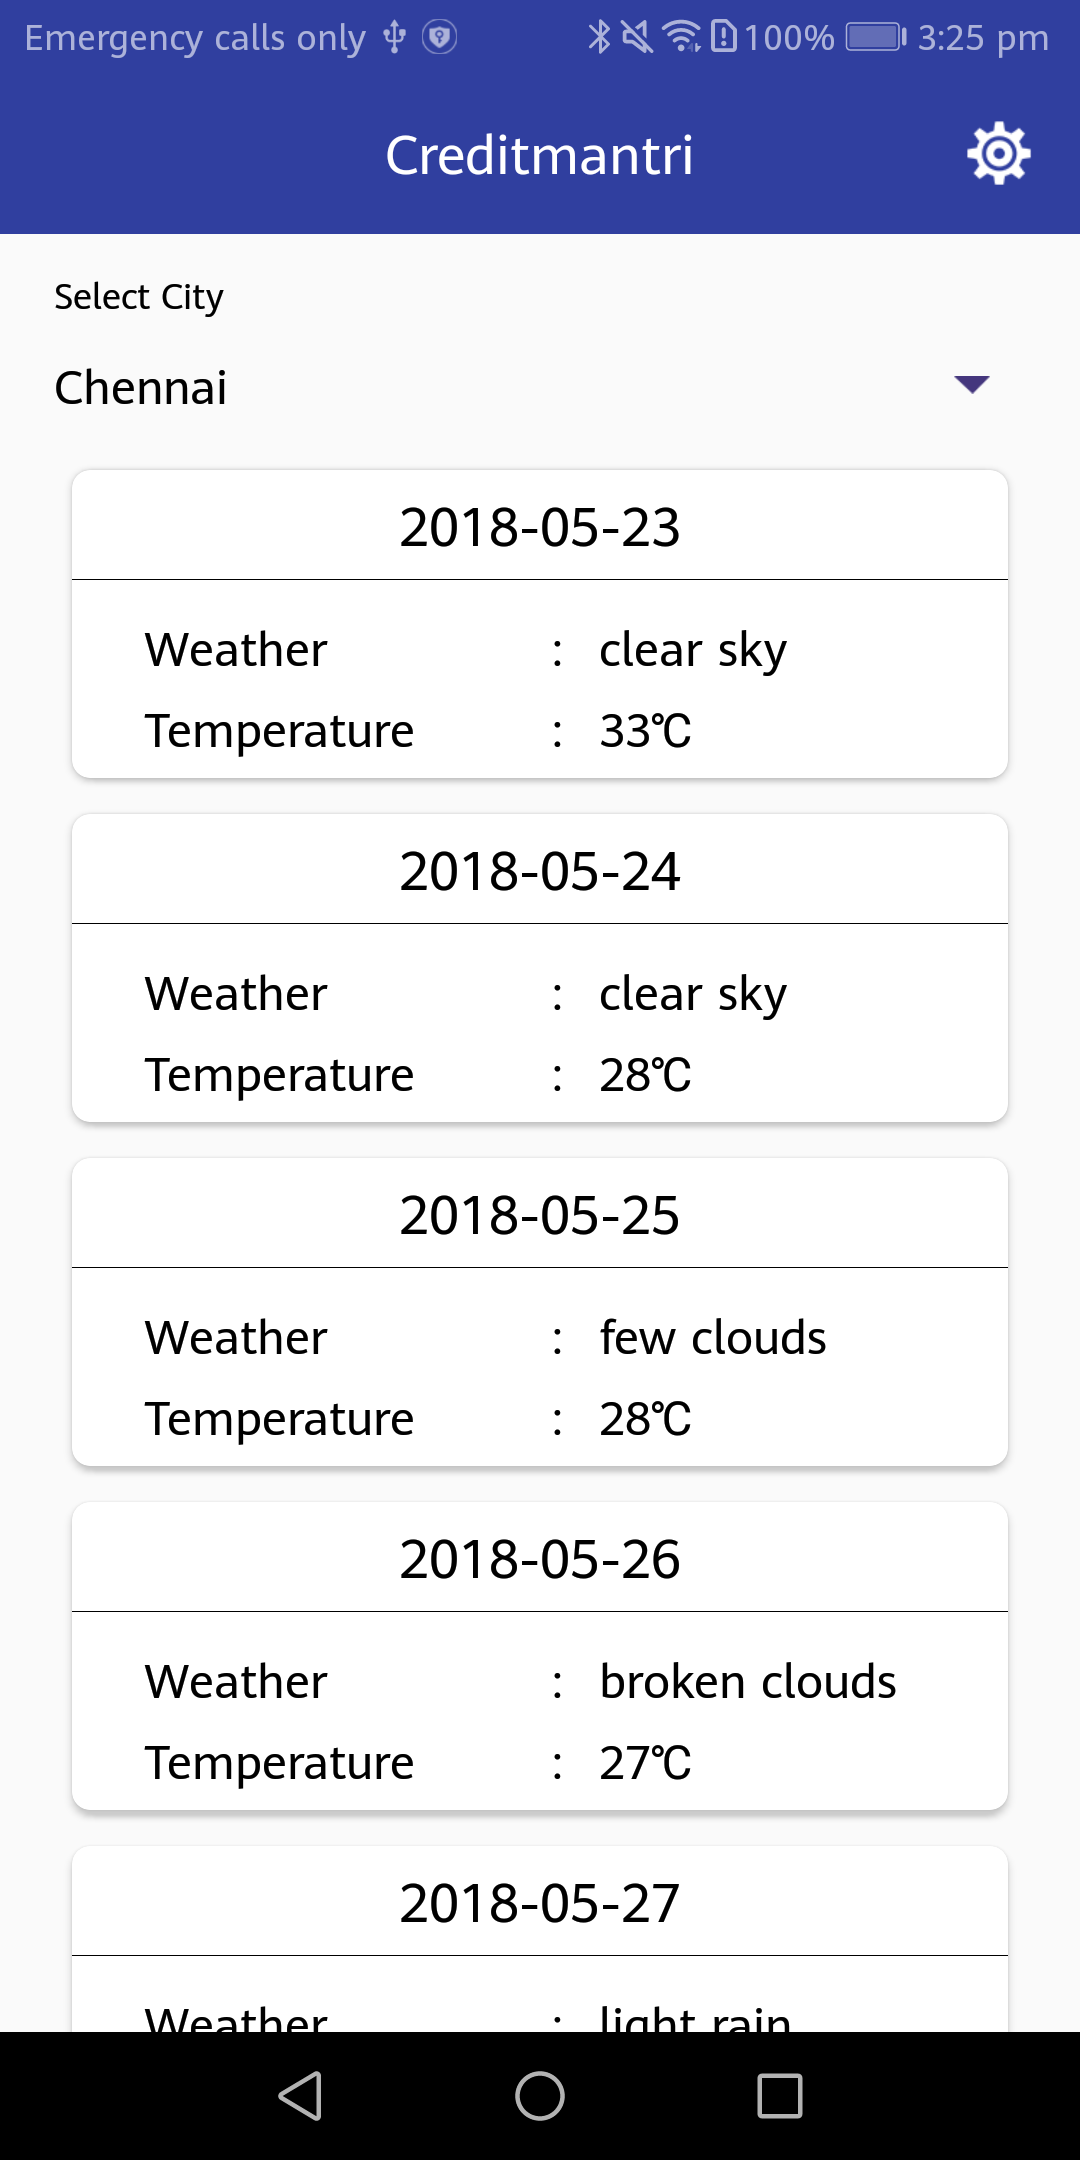 Emergency calls only 100% 3:25 pm
Creditmantri
Select City
Chennai
2018-05-23
Weather : clear sky
Temperature : 33℃
2018-05-24
Weather : clear sky
Temperature : 28℃
2018-05-25
Weather : few clouds
Temperature : 28℃
2018-05-26
Weather : broken clouds
Temperature : 27℃
2018-05-27
Weather : light rain